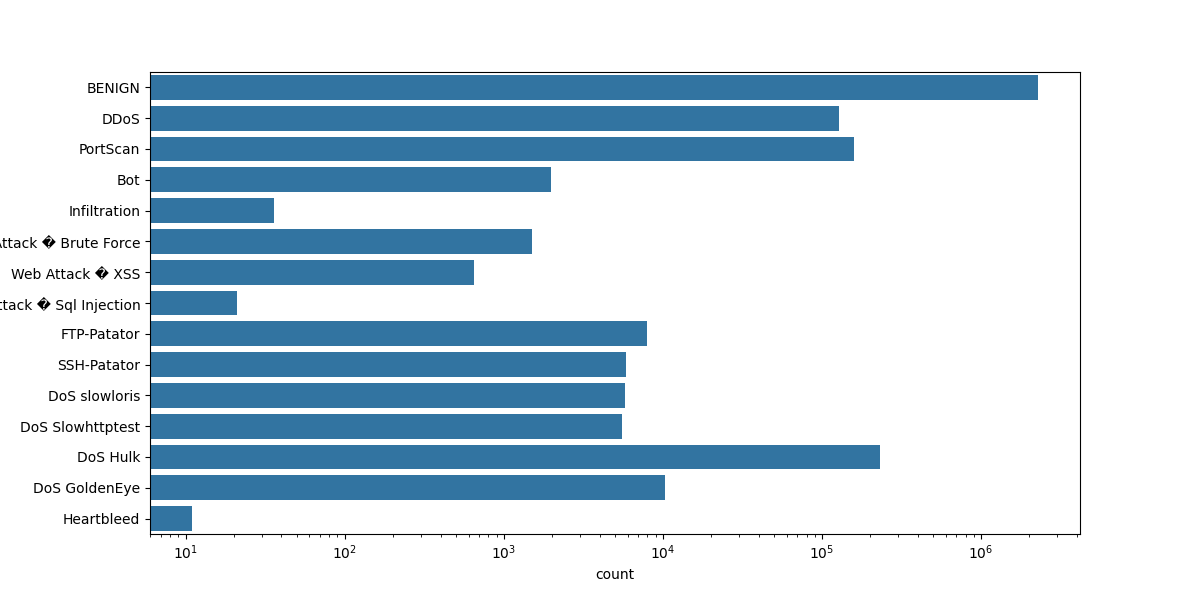 BENIGN
DDoS
PortScan
Bot
Infiltration
Attack � Brute Force
Web Attack � XSS
Attack � Sql Injection
FTP-Patator
SSH-Patator
DoS slowloris
DoS Slowhttptest
DoS Hulk
DoS GoldenEye
Heartbleed
10¹ 10² 10³ 10⁴ 10⁵ 10⁶
count